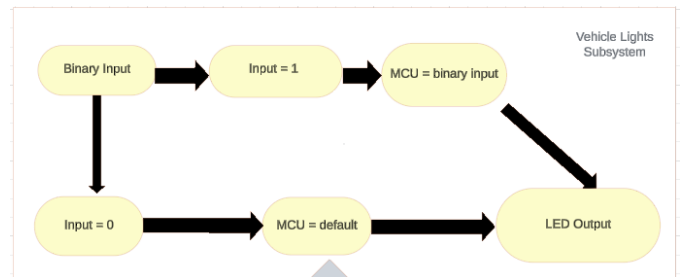 Vehicle Lights
Subsystem
Binary Input
Input = 1
MCU = binary input
Input = 0
MCU = default
LED Output